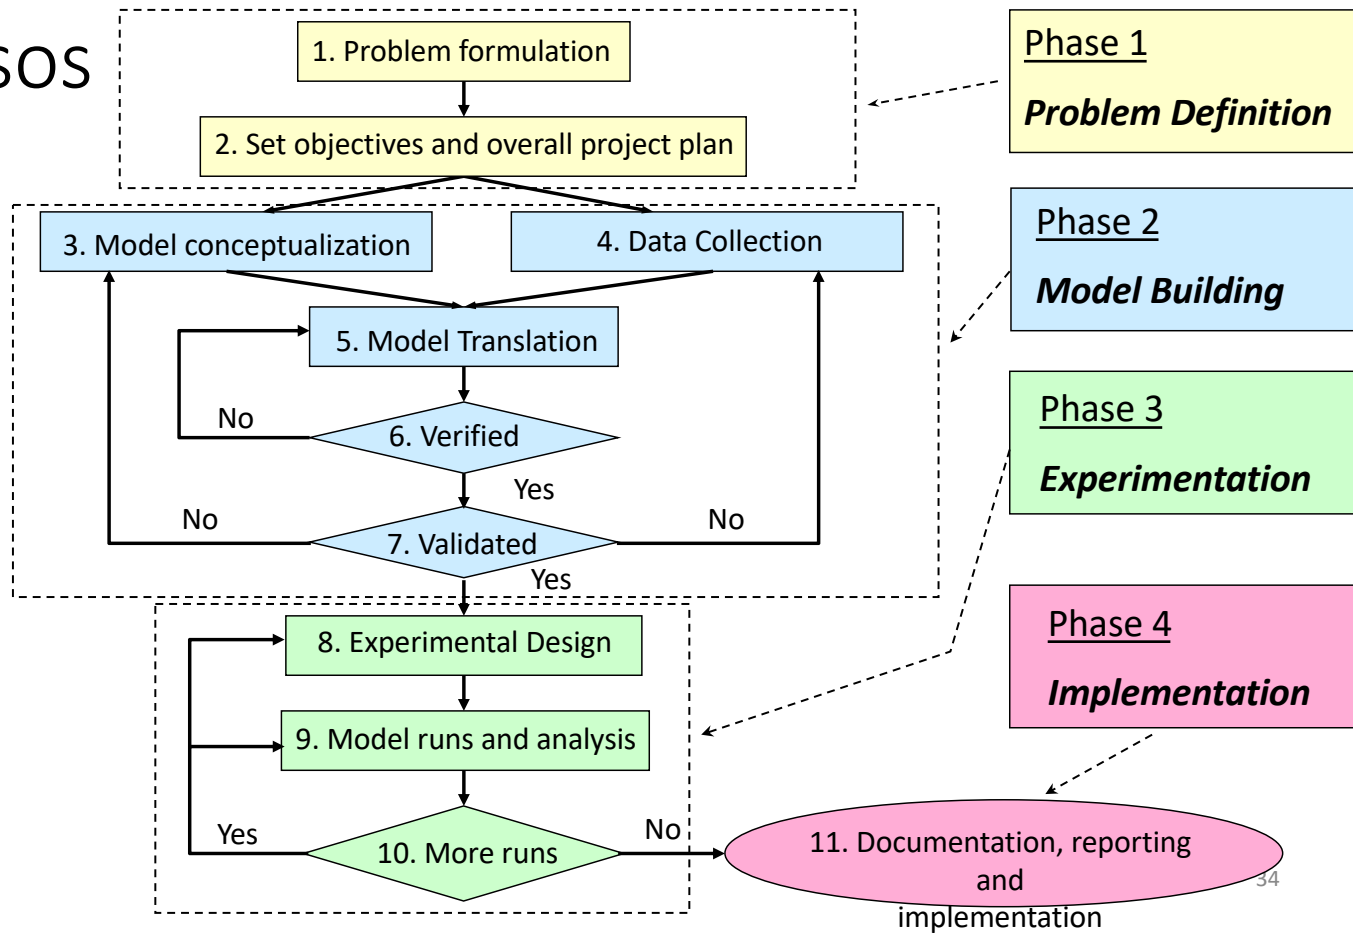 sos
1. Problem formulation
2. Set objectives and overall project plan
3. Model conceptualization
4. Data Collection
5. Model Translation
No
6. Verified
Yes
No
No
7. Validated
Yes
8. Experimental Design
9. Model runs and analysis
Yes
No
10. More runs
11. Documentation, reporting
and
implementation
Phase 1
Problem Definition
Phase 2
Model Building
Phase 3
Experimentation
Phase 4
Implementation
34